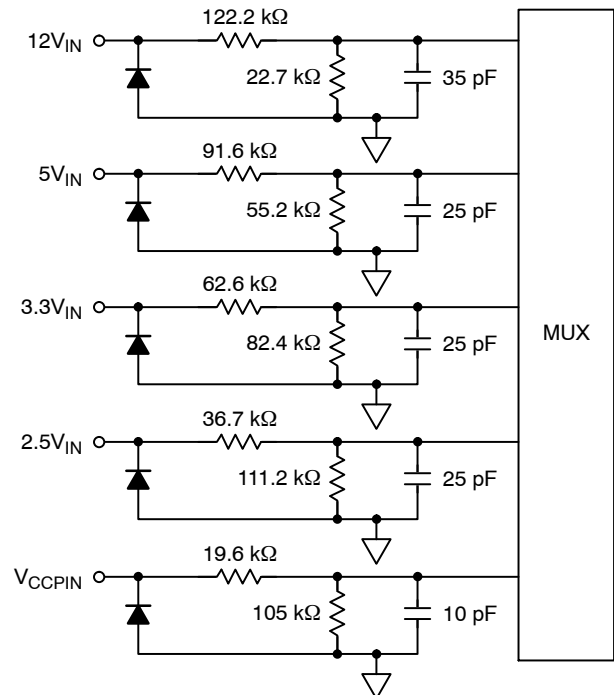 122.2 kΩ
12V_IN
22.7 kΩ
35 pF
91.6 kΩ
5V_IN
55.2 kΩ
25 pF
62.6 kΩ
3.3V_IN
82.4 kΩ
25 pF
MUX
36.7 kΩ
2.5V_IN
111.2 kΩ
25 pF
19.6 kΩ
V_CCPIN
105 kΩ
10 pF